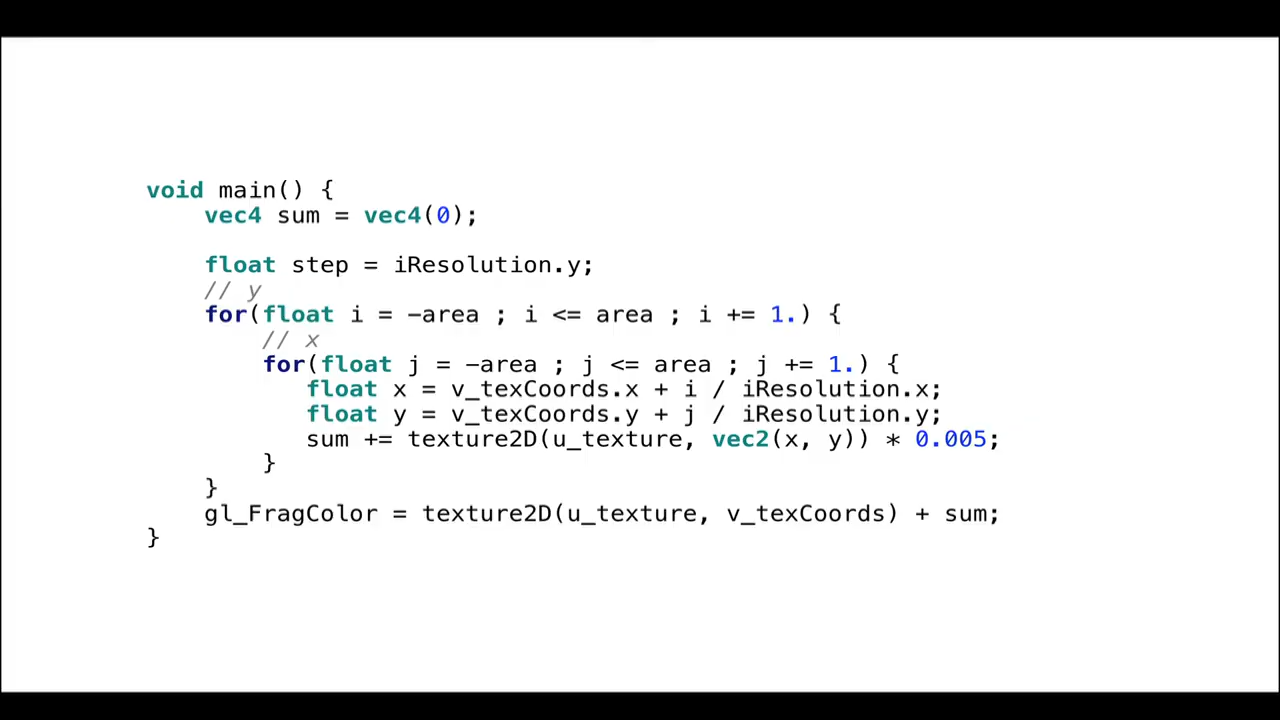 void main() {
    vec4 sum = vec4(0);

    float step = iResolution.y;
    // y
    for(float i = -area ; i <= area ; i += 1.) {
        // x
        for(float j = -area ; j <= area ; j += 1.) {
           float x = v_texCoords.x + i / iResolution.x;
           float y = v_texCoords.y + j / iResolution.y;
           sum += texture2D(u_texture, vec2(x, y)) * 0.005;
        }
    }
    gl_FragColor = texture2D(u_texture, v_texCoords) + sum;
}